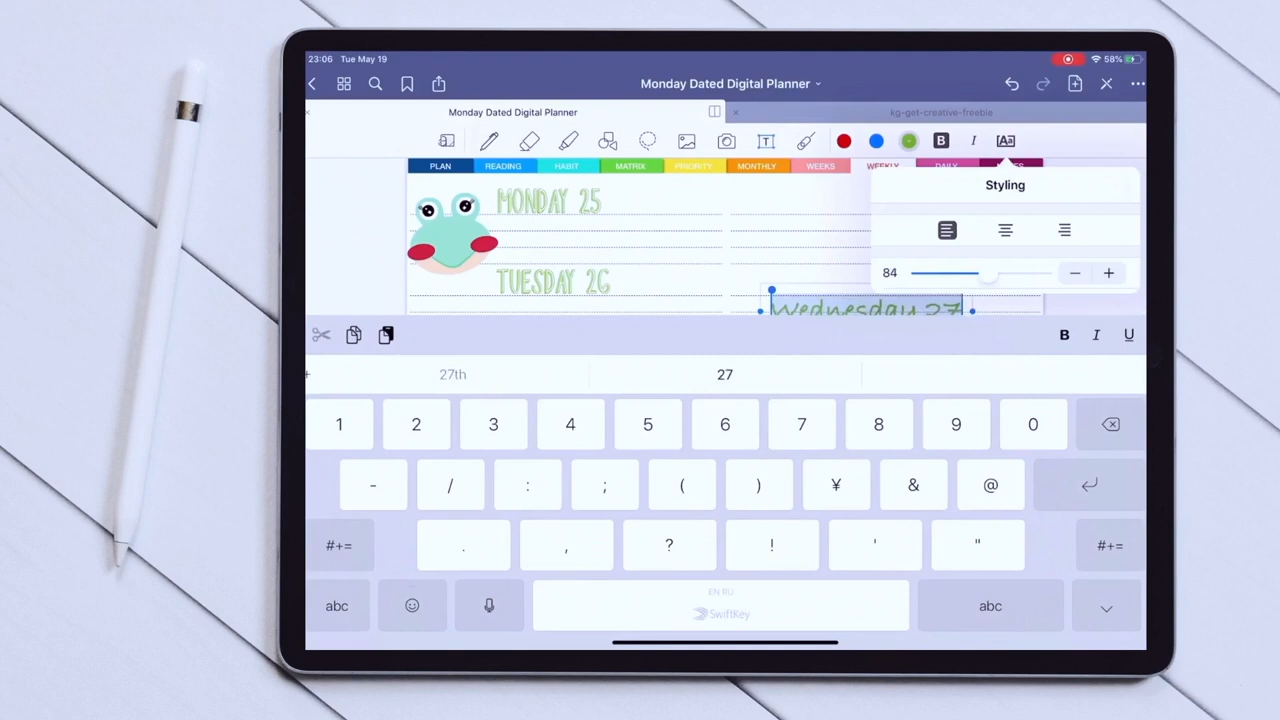 23:06 Tue May 19
58%
Monday Dated Digital Planner
Monday Dated Digital Planner
kg-get-creative-freebie
T
B I Aa
PLAN READING HABIT MATRIX PRIORITY MONTHLY WEEKS WEEKLY DAILY
Styling
MONDAY 25
84 − +
TUESDAY 26
Wednesday 27
B I U
27th 27
1 2 3 4 5 6 7 8 9 0
- / : ; ( ) ¥ & @
#+= . , ? ! ' " #+=
EN RU
abc abc
SwiftKey